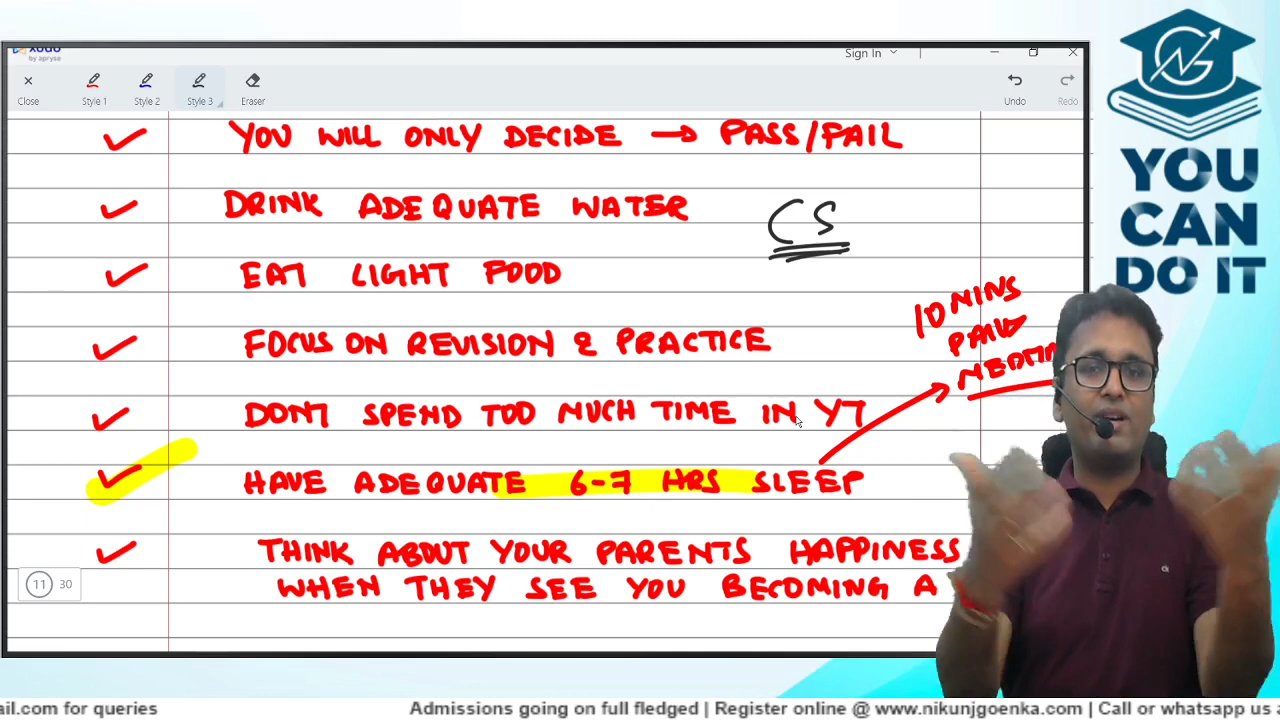 xodo
by apryse
Sign In
Close
Style 1
Style 2
Style 3
Eraser
Undo
Redo
YOU WILL ONLY DECIDE → PASS/FAIL
DRINK ADEQUATE WATER
CS
EAT LIGHT FOOD
FOCUS ON REVISION & PRACTICE
10 MINS
DONT SPEND TOO MUCH TIME IN YT
HAVE ADEQUATE 6-7 HRS SLEEP
THINK ABOUT YOUR PARENTS HAPPINESS
WHEN THEY SEE YOU BECOMING A
11 30
YOU
CAN
DO IT
ail.com for queries
Admissions going on full fledged | Register online @ www.nikunjgoenka.com | Call or whatsapp us a